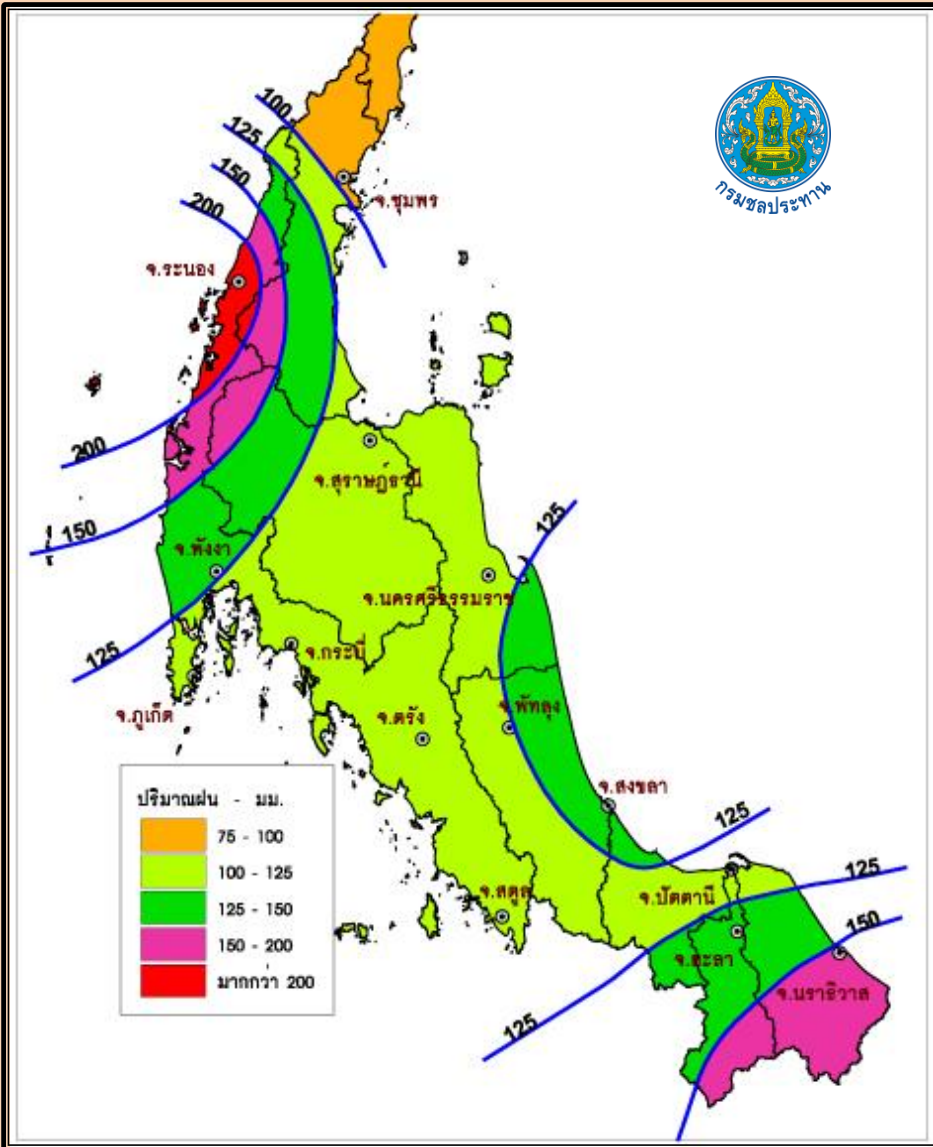 กรมชลประทาน
100
125
150
200
จ.ชุมพร
จ.ระนอง
200
จ.สุราษฎร์ธานี
125
150
จ.พังงา
จ.นครศรีธรรมราช
จ.กระบี่
125
จ.พัทลุง
จ.ภูเก็ต
จ.ตรัง
จ.สงขลา
125
125
จ.สตูล
จ.ปัตตานี
150
จ.ยะลา
จ.นราธิวาส
125
ปริมาณฝน - มม.
75 - 100
100 - 125
125 - 150
150 - 200
มากกว่า 200